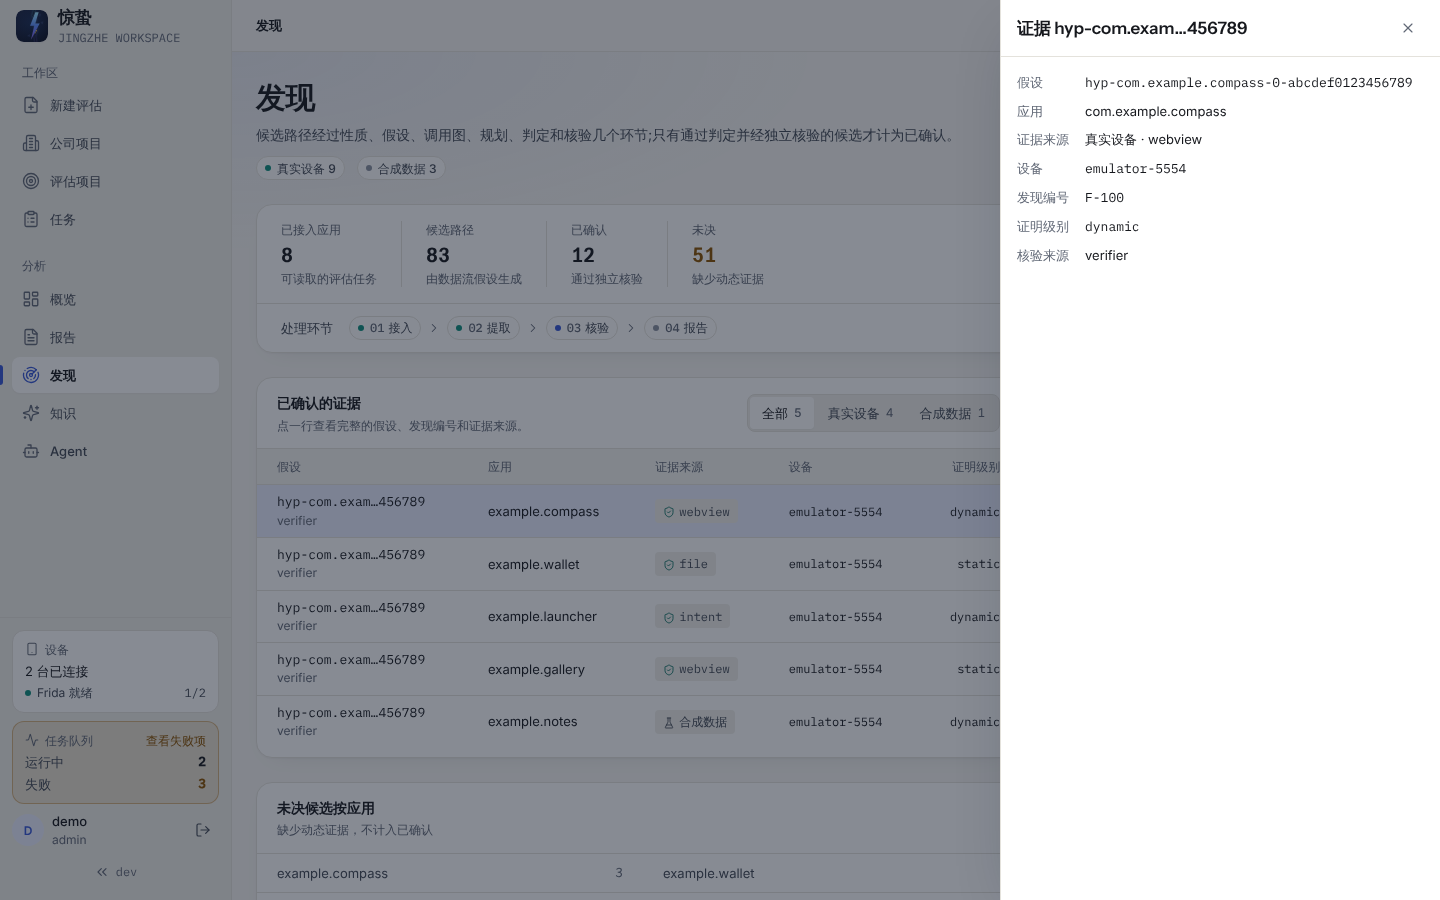 惊蛰
JINGZHE WORKSPACE
工作区
新建评估
公司项目
评估项目
任务
分析
概览
报告
发现
知识
Agent
设备
2 台已连接
Frida 就绪 1/2
任务队列 查看失败项
运行中 2
失败 3
D demo
admin
dev
发现
发现
候选路径经过性质、假设、调用图、规划、判定和核验几个环节;只有通过判定并经独立核验的候选才计为已确认。
真实设备 9 合成数据 3
已接入应用 候选路径 已确认 未决
8 83 12 51
可读取的评估任务 由数据流假设生成 通过独立核验 缺少动态证据
处理环节 01 接入 02 提取 03 核验 04 报告
已确认的证据
点一行查看完整的假设、发现编号和证据来源。
全部 5 真实设备 4 合成数据 1
假设 应用 证据来源 设备 证明级别
hyp-com.exam…456789
verifier
example.compass webview emulator-5554 dynamic
hyp-com.exam…456789
verifier
example.wallet file emulator-5554 static
hyp-com.exam…456789
verifier
example.launcher intent emulator-5554 dynamic
hyp-com.exam…456789
verifier
example.gallery webview emulator-5554 static
hyp-com.exam…456789
verifier
example.notes 合成数据 emulator-5554 dynamic
未决候选按应用
缺少动态证据，不计入已确认
example.compass 3 example.wallet
证据 hyp-com.exam…456789
假设 hyp-com.example.compass-0-abcdef0123456789
应用 com.example.compass
证据来源 真实设备 · webview
设备 emulator-5554
发现编号 F-100
证明级别 dynamic
核验来源 verifier